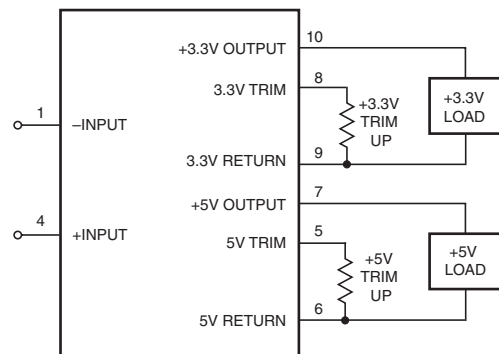 +3.3V OUTPUT
10
3.3V TRIM
8
+3.3V
TRIM
UP
+3.3V
LOAD
1
–INPUT
3.3V RETURN
9
+5V OUTPUT
7
4
+INPUT
5V TRIM
5
+5V
TRIM
UP
+5V
LOAD
5V RETURN
6